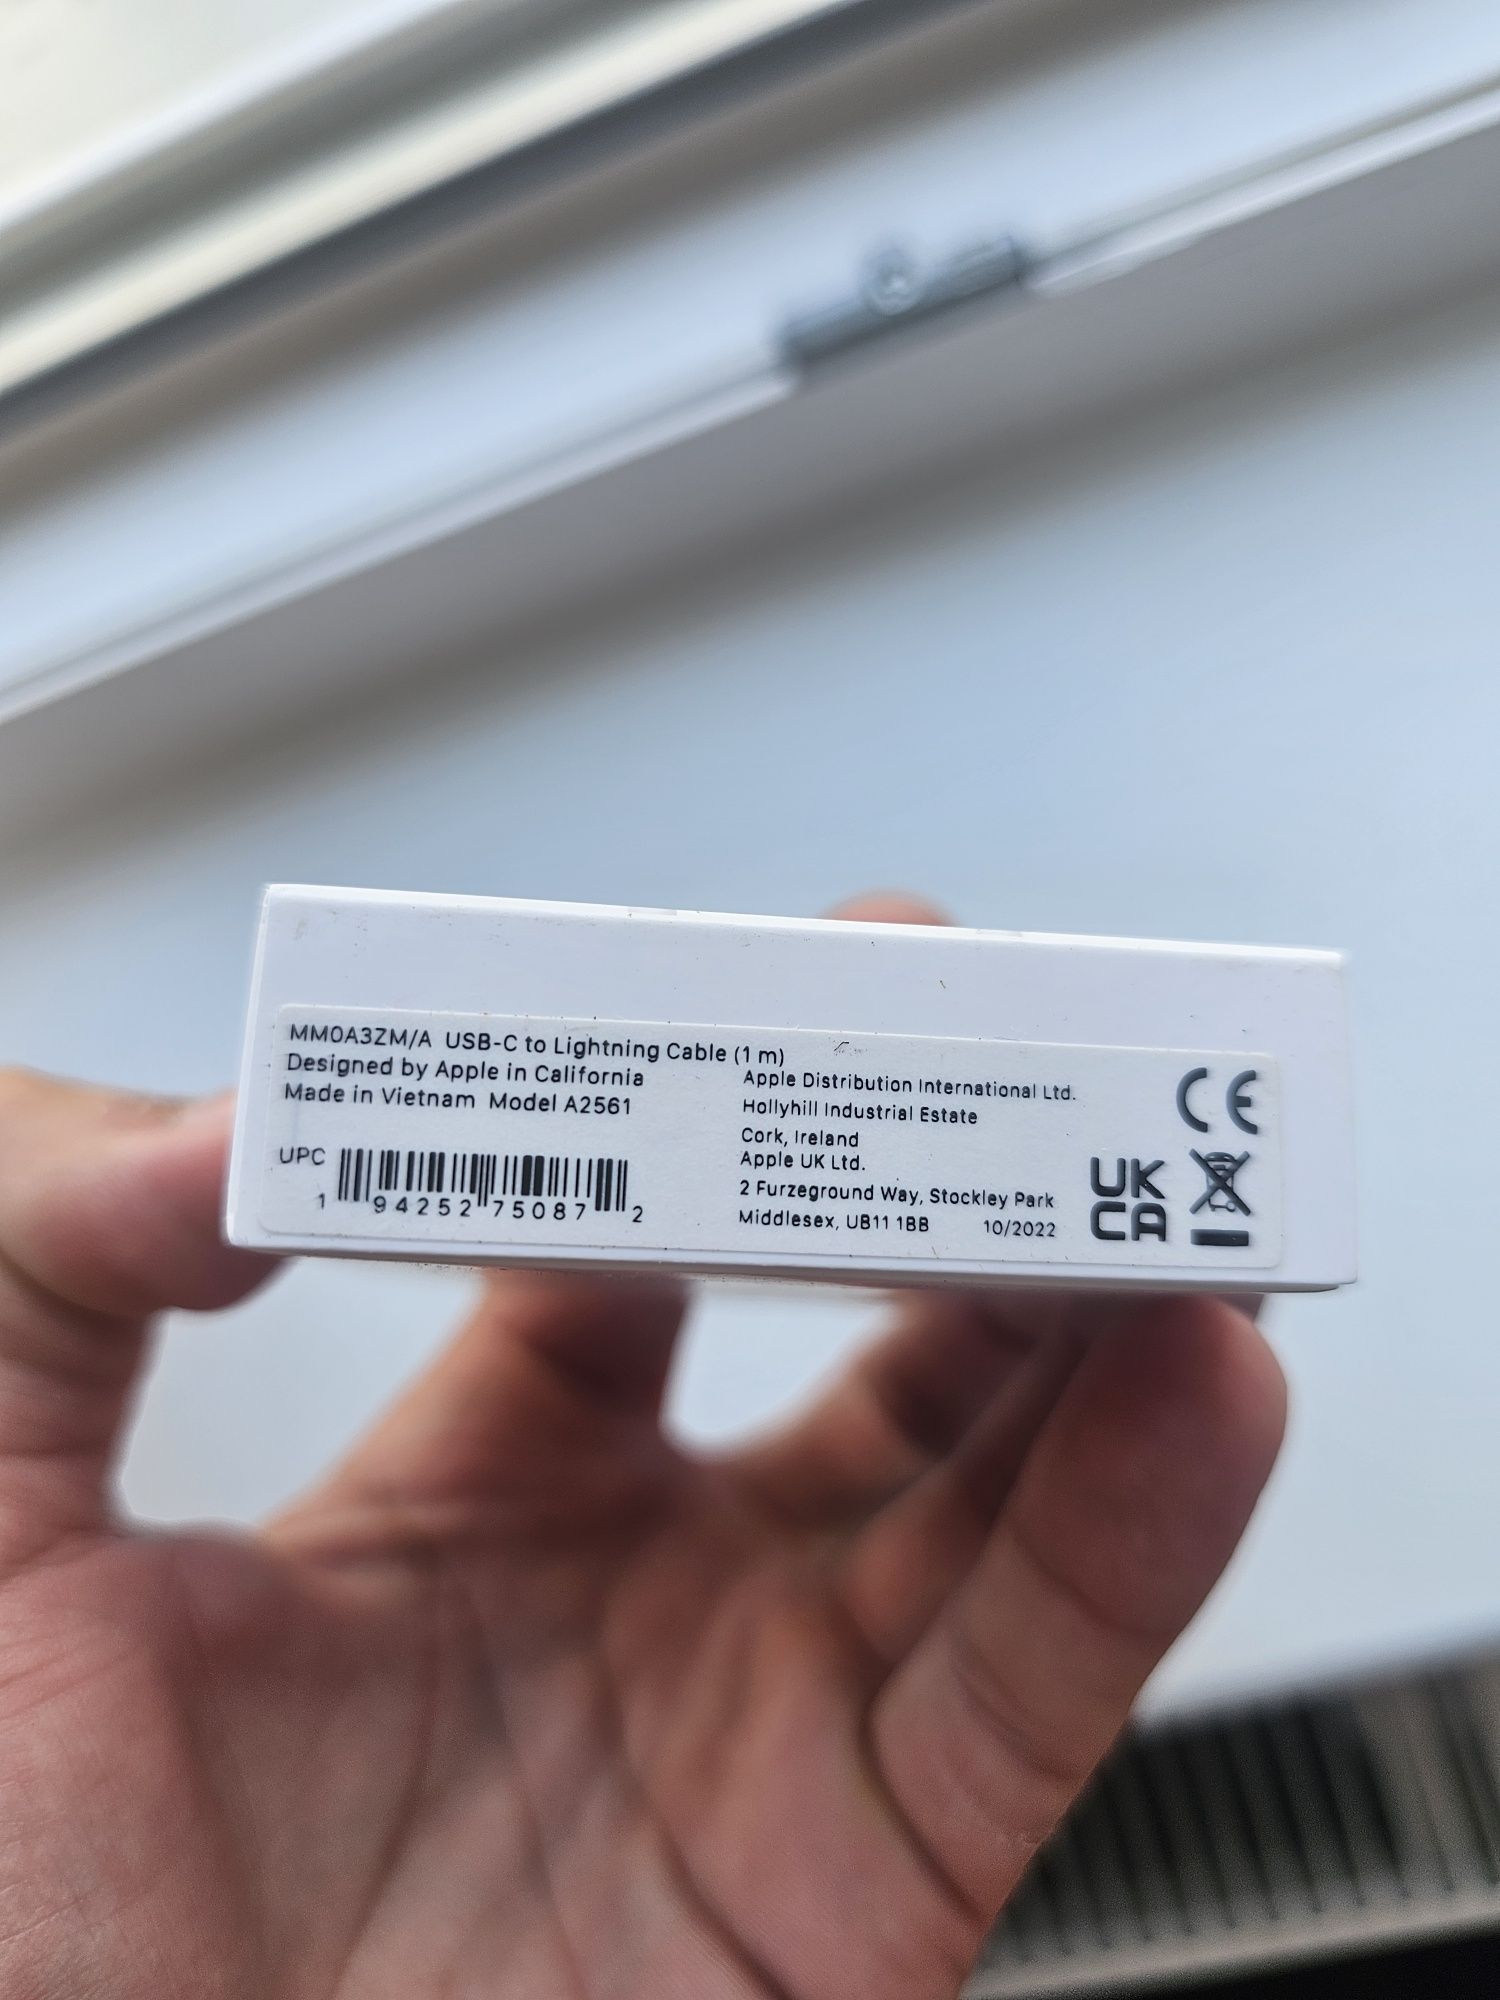 MM0A3ZM/A USB-C to Lightning Cable (1 m)
Designed by Apple in California
Made in Vietnam Model A2561
UPC
1 94252 75087 2
Apple Distribution International Ltd.
Hollyhill Industrial Estate
Cork, Ireland
Apple UK Ltd.
2 Furzeground Way, Stockley Park
Middlesex, UB11 1BB 10/2022
CE
UK
CA